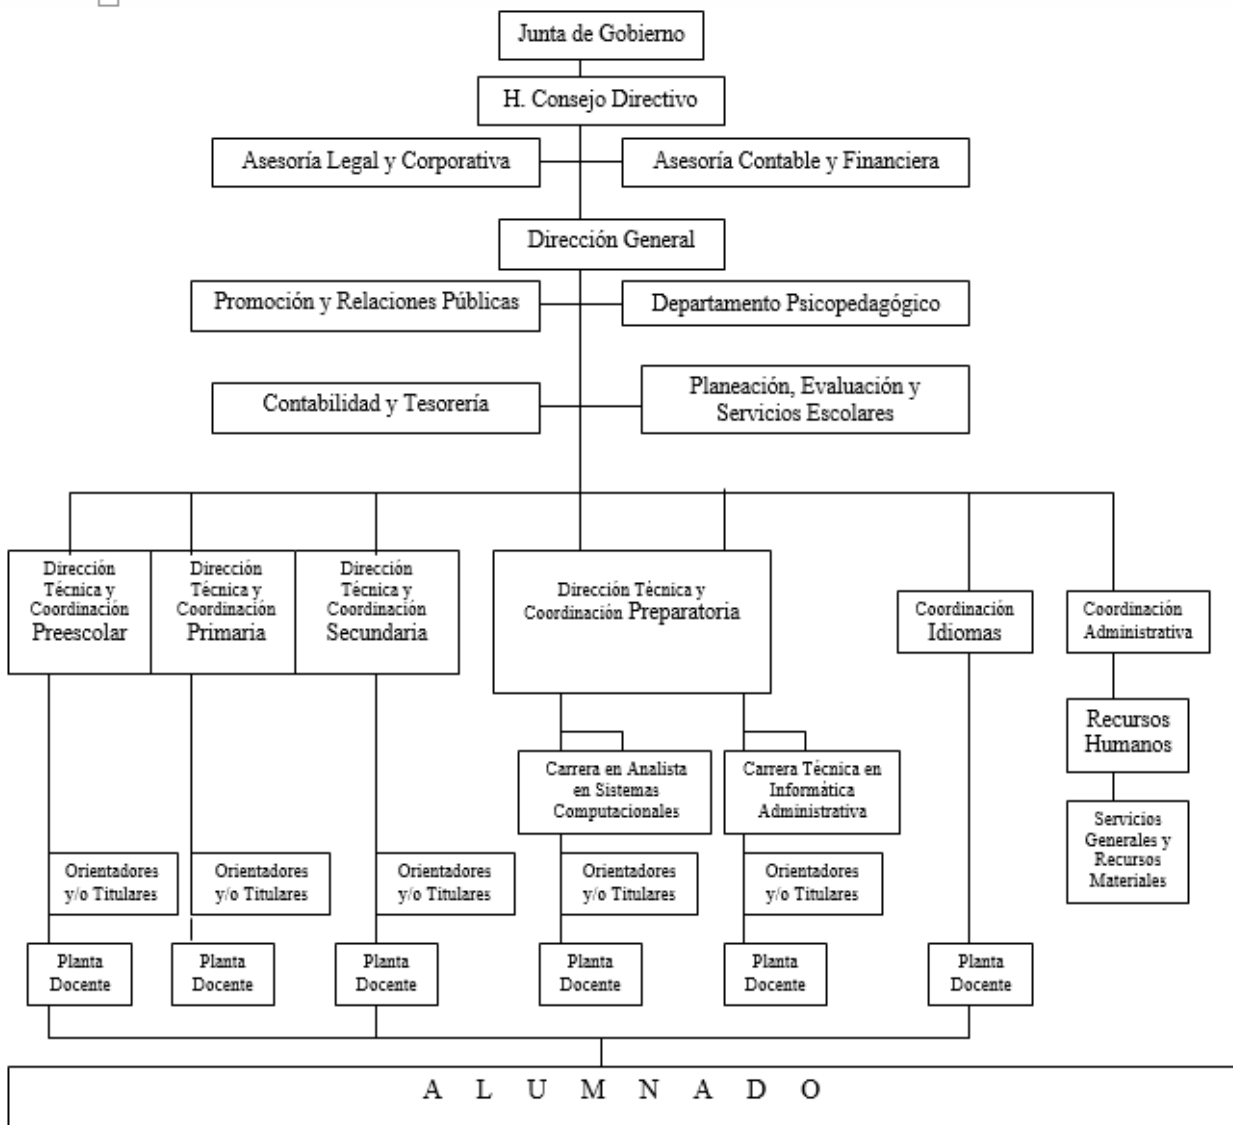 Junta de Gobierno
H. Consejo Directivo
Asesoría Legal y Corporativa
Asesoría Contable y Financiera
Dirección General
Promoción y Relaciones Públicas
Departamento Psicopedagógico
Contabilidad y Tesorería
Planeación, Evaluación y
Servicios Escolares
Dirección
Técnica y
Coordinación
Preescolar
Dirección
Técnica y
Coordinación
Primaria
Dirección
Técnica y
Coordinación
Secundaria
Dirección Técnica y
Coordinación Preparatoria
Coordinación
Idiomas
Coordinación
Administrativa
Recursos
Humanos
Carrera en Analista
en Sistemas
Computacionales
Carrera Técnica en
Informática
Administrativa
Servicios
Generales y
Recursos
Materiales
Orientadores
y/o Titulares
Orientadores
y/o Titulares
Orientadores
y/o Titulares
Orientadores
y/o Titulares
Orientadores
y/o Titulares
Planta
Docente
Planta
Docente
Planta
Docente
Planta
Docente
Planta
Docente
Planta
Docente
A L U M N A D O